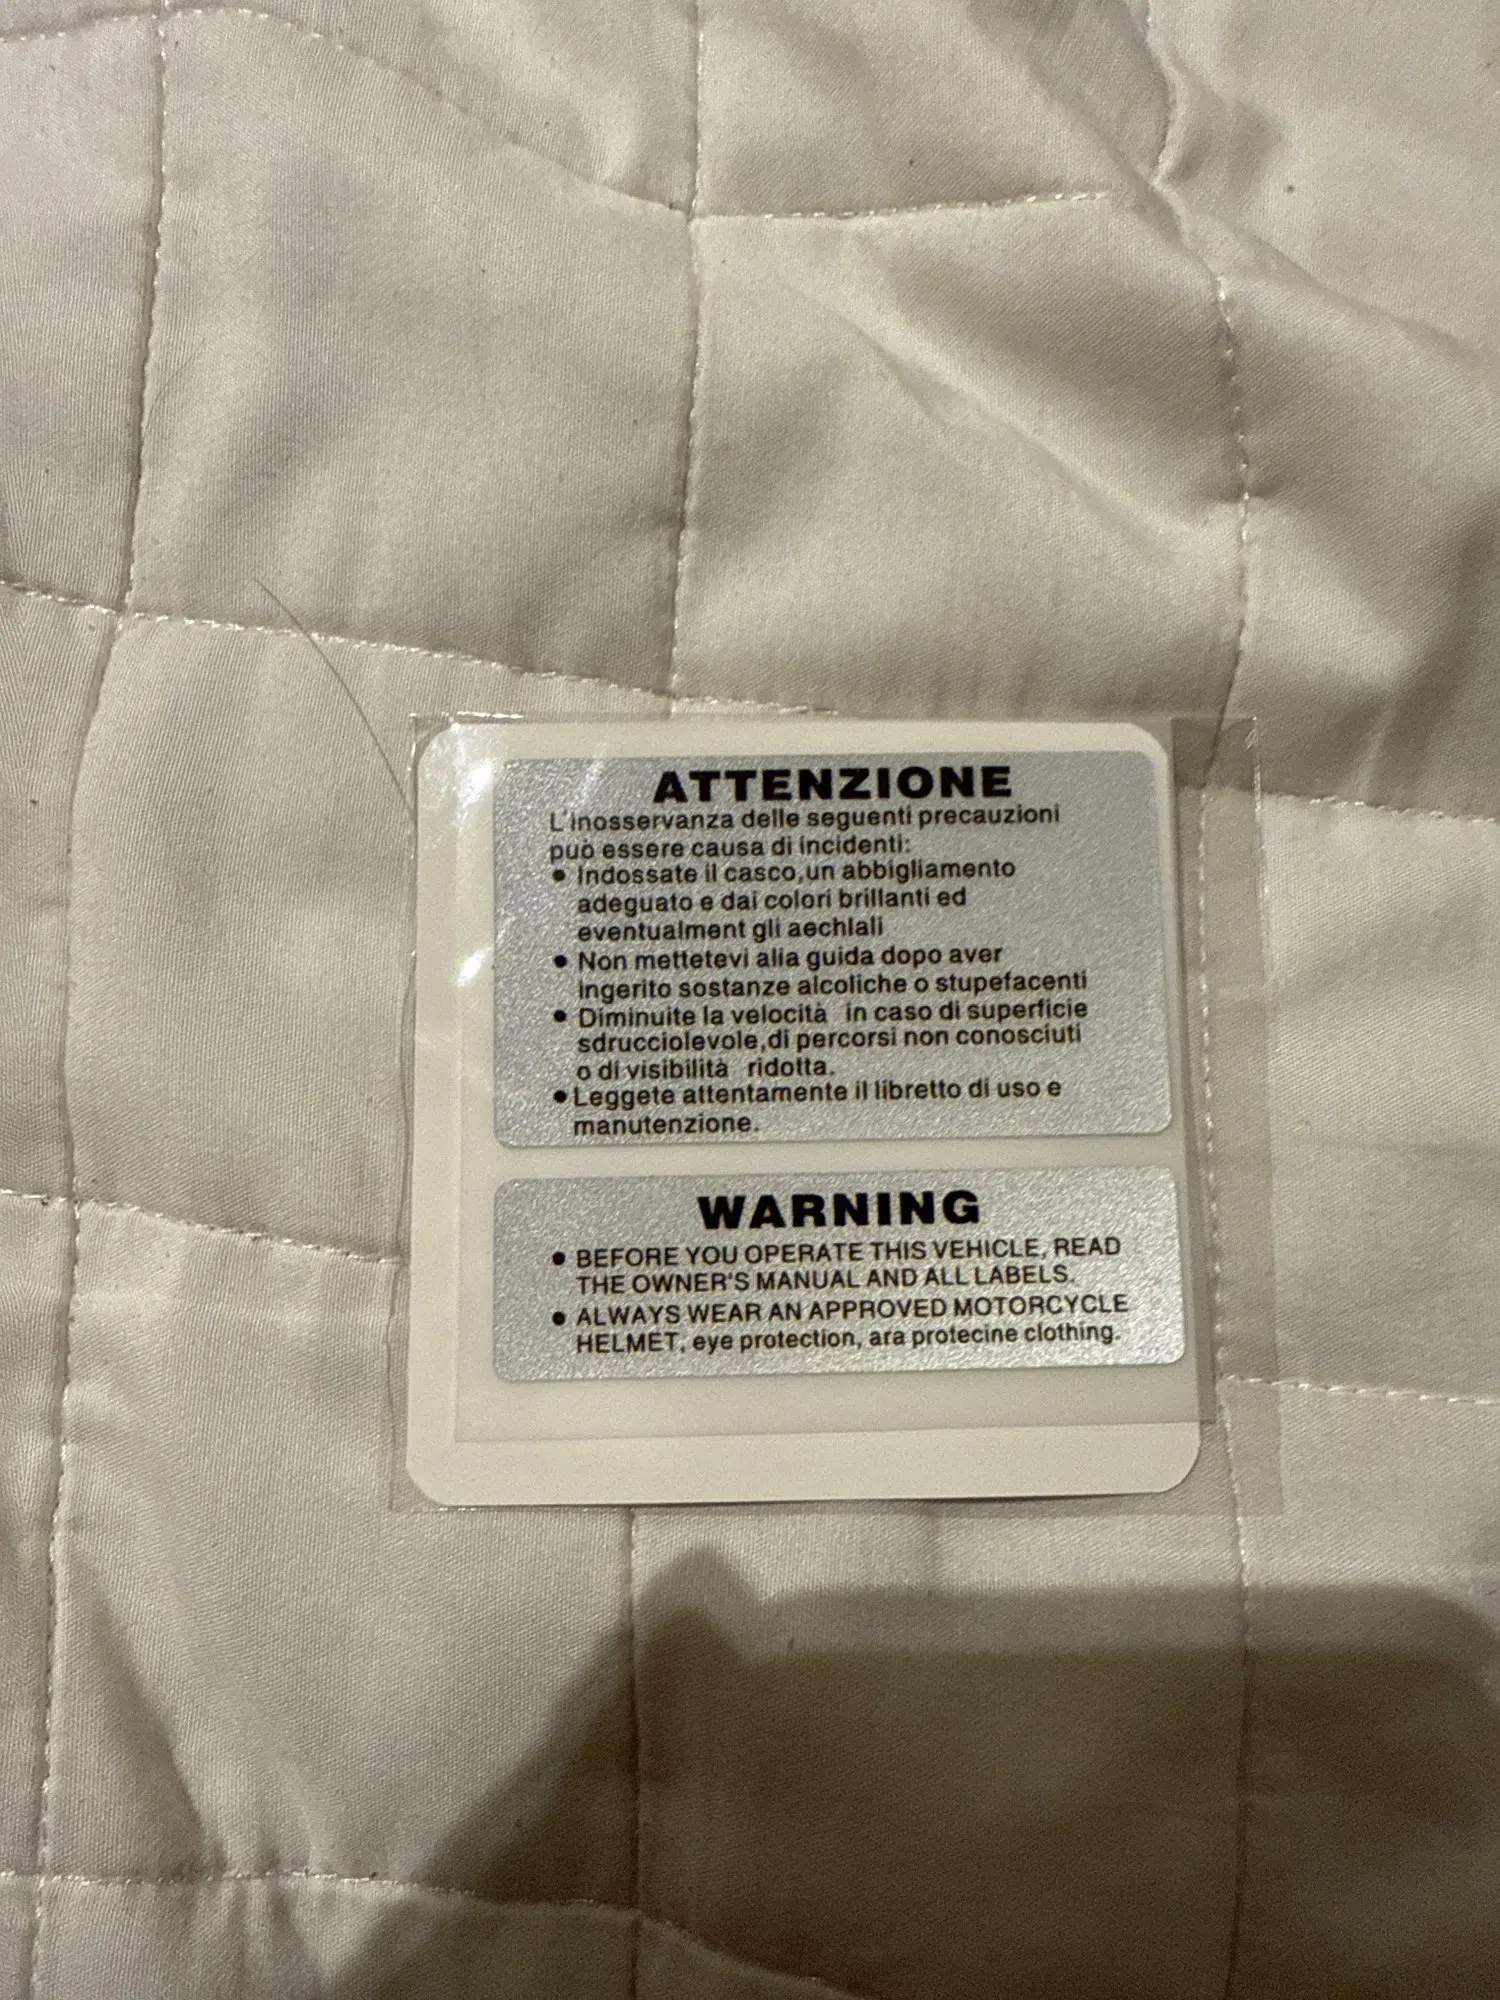 ATTENZIONE
L'inosservanza delle seguenti precauzioni
può essere causa di incidenti:
• Indossate il casco,un abbigliamento
adeguato e dai colori brillanti ed
eventualment gli aechlali
• Non mettetevi alia guida dopo aver
ingerito sostanze alcoliche o stupefacenti
• Diminuite la velocità in caso di superficie
sdrucciolevole,di percorsi non conosciuti
o di visibilità ridotta.
• Leggete attentamente il libretto di uso e
manutenzione.
WARNING
• BEFORE YOU OPERATE THIS VEHICLE, READ
THE OWNER'S MANUAL AND ALL LABELS.
• ALWAYS WEAR AN APPROVED MOTORCYCLE
HELMET, eye protection, ara protecine clothing.